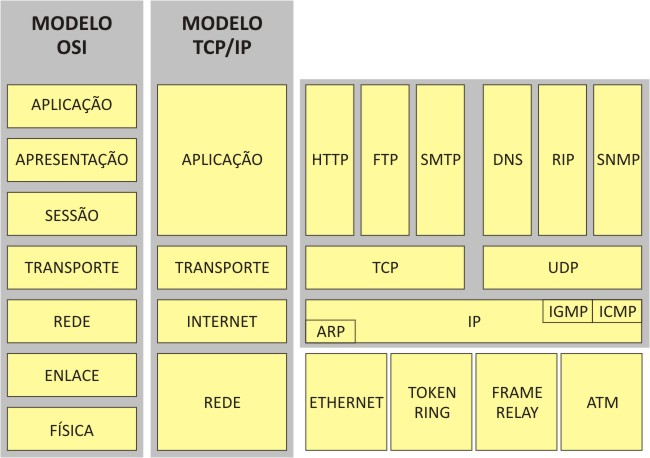 MODELO
OSI
MODELO
TCP/IP
APLICAÇÃO
APRESENTAÇÃO
SESSÃO
TRANSPORTE
REDE
ENLACE
FÍSICA
APLICAÇÃO
TRANSPORTE
INTERNET
REDE
HTTP
FTP
SMTP
DNS
RIP
SNMP
TCP
UDP
IP
ARP
IGMP
ICMP
ETHERNET
TOKEN
RING
FRAME
RELAY
ATM